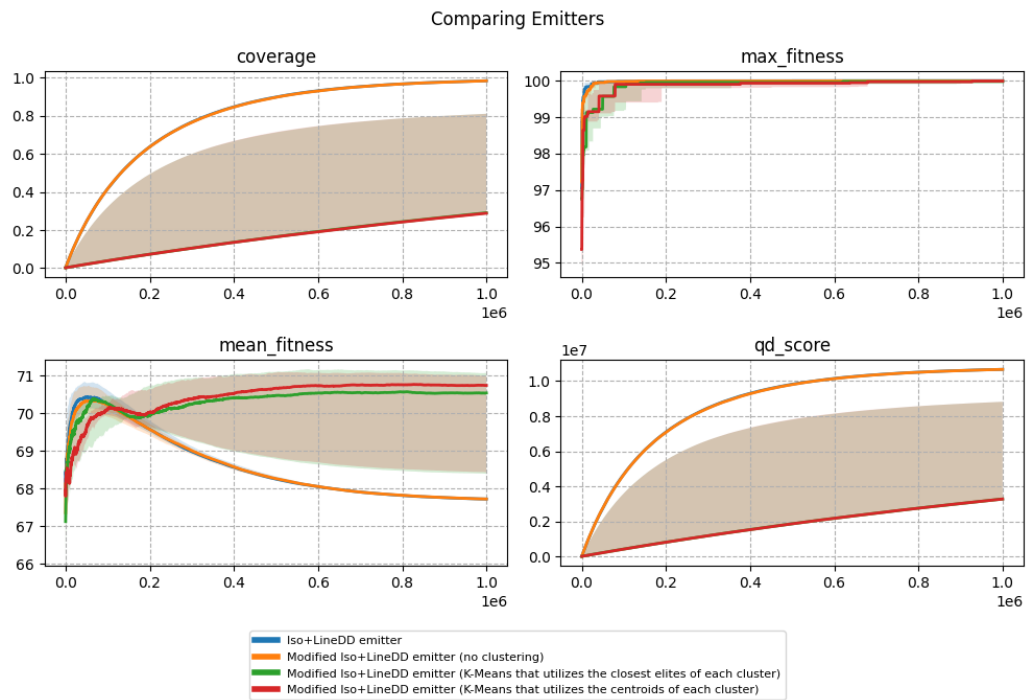 Comparing Emitters
coverage
1.0
0.8
0.6
0.4
0.2
0.0
0.0 0.2 0.4 0.6 0.8 1.0
1e6
max_fitness
100
99
98
97
96
95
0.0 0.2 0.4 0.6 0.8 1.0
1e6
mean_fitness
71
70
69
68
67
66
0.0 0.2 0.4 0.6 0.8 1.0
1e6
1e7
qd_score
1.0
0.8
0.6
0.4
0.2
0.0
0.0 0.2 0.4 0.6 0.8 1.0
1e6
Iso+LineDD emitter
Modified Iso+LineDD emitter (no clustering)
Modified Iso+LineDD emitter (K-Means that utilizes the closest elites of each cluster)
Modified Iso+LineDD emitter (K-Means that utilizes the centroids of each cluster)